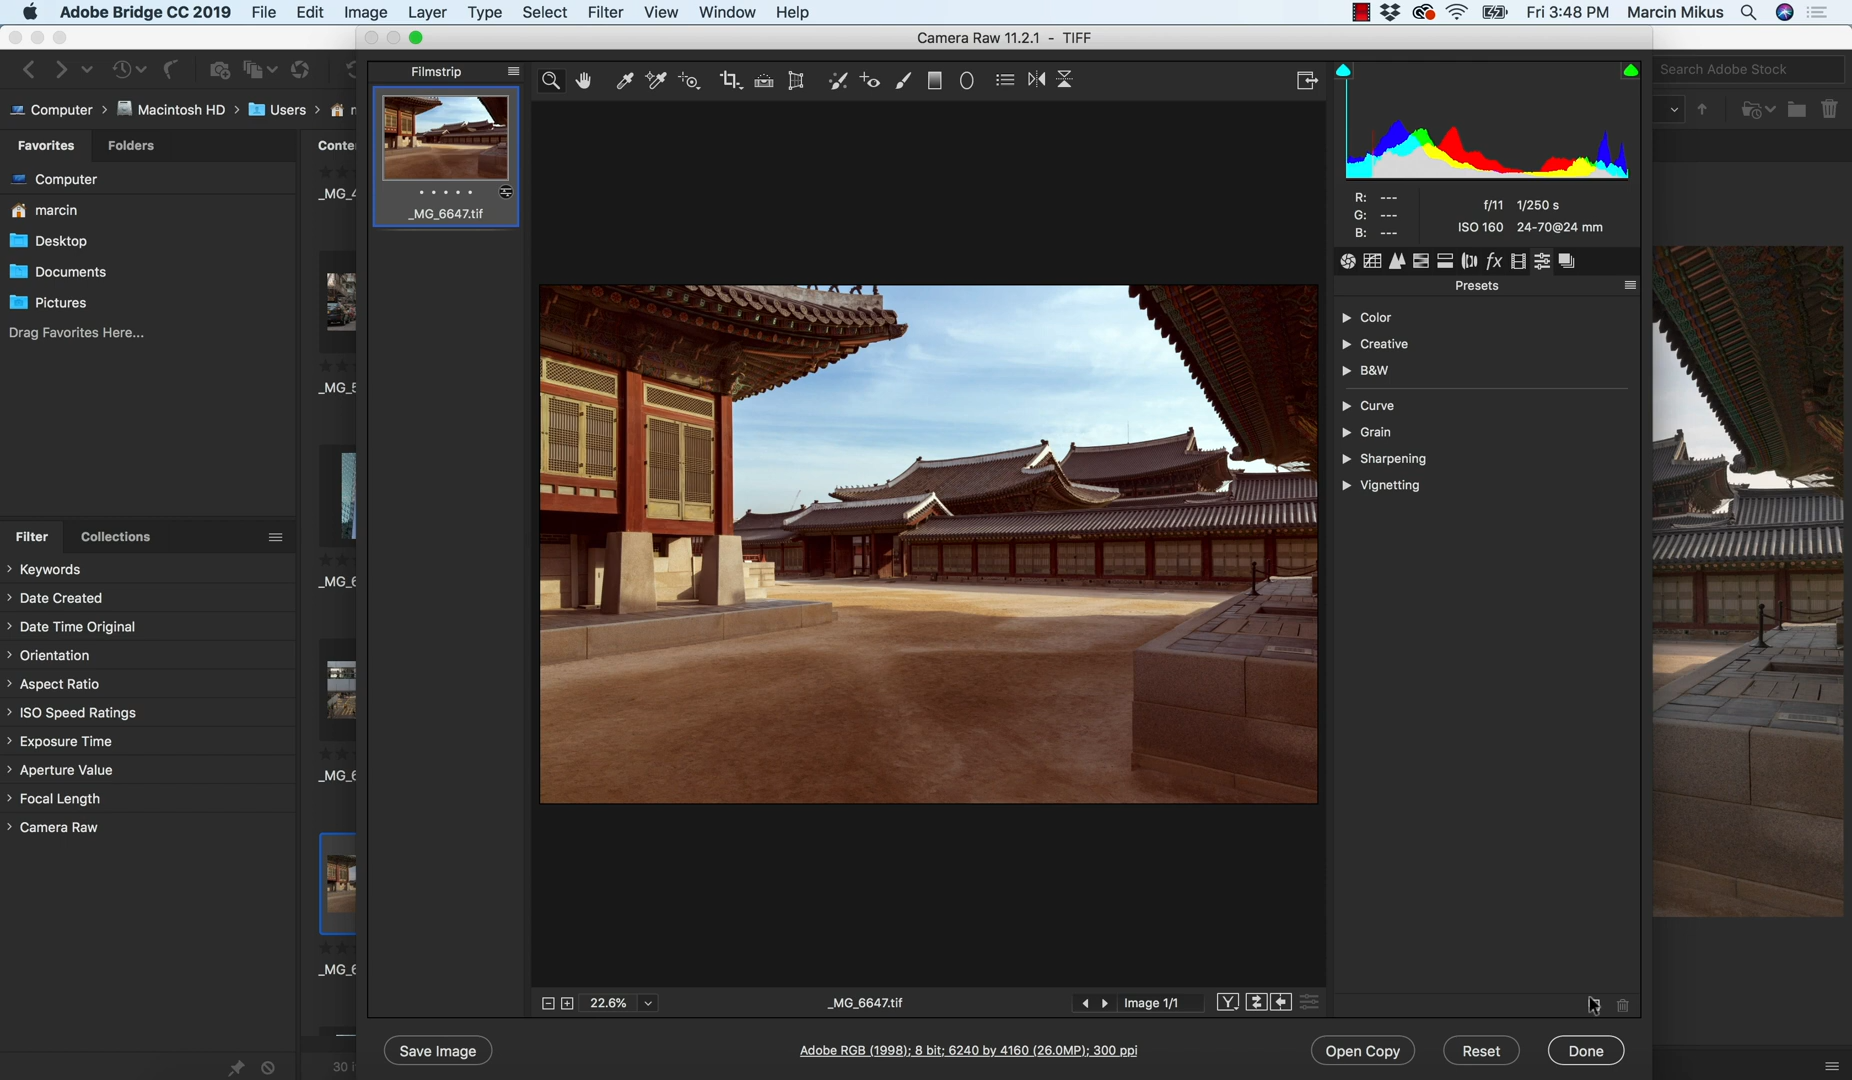 Adobe Bridge CC 2019 File Edit Image Layer Type Select Filter View Window Help Fri 3:48 PM Marcin Mikus
Camera Raw 11.2.1 - TIFF
Filmstrip
Search Adobe Stock
Computer Macintosh HD Users
Favorites Folders
Computer
marcin
Desktop
Documents
Pictures
Drag Favorites Here...
Filter Collections
Keywords
Date Created
Date Time Original
Orientation
Aspect Ratio
ISO Speed Ratings
Exposure Time
Aperture Value
Focal Length
Camera Raw
_MG_6647.tif
R: ---
G: ---
B: ---
f/11 1/250 s
ISO 160 24-70@24 mm
Presets
Color
Creative
B&W
Curve
Grain
Sharpening
Vignetting
22.6% _MG_6647.tif Image 1/1
Save Image Adobe RGB (1998); 8 bit; 6240 by 4160 (26.0MP); 300 ppi Open Copy Reset Done